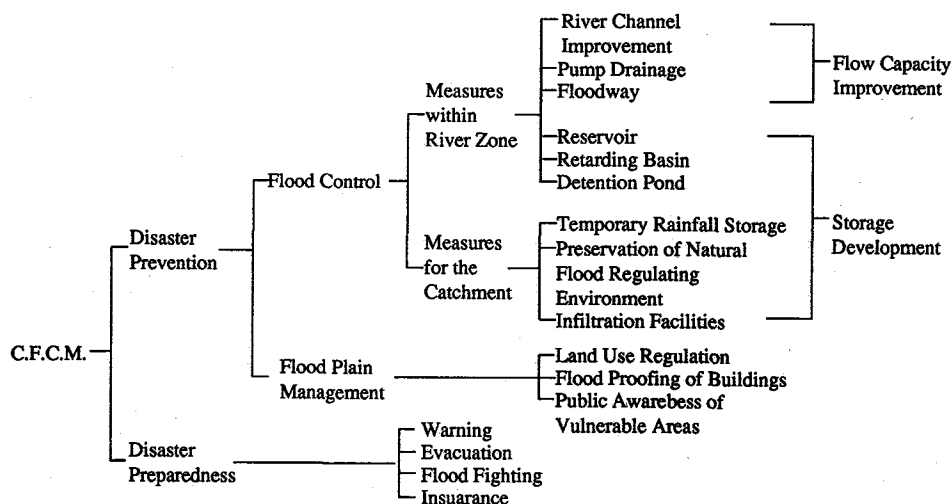 River Channel
Improvement
Pump Drainage
Floodway
Flow Capacity
Improvement
Measures
within
River Zone
Reservoir
Retarding Basin
Detention Pond
Flood Control
Temporary Rainfall Storage
Preservation of Natural
Flood Regulating
Environment
Infiltration Facilities
Storage
Development
Measures
for the
Catchment
Disaster
Prevention
C.F.C.M.
Flood Plain
Management
Land Use Regulation
Flood Proofing of Buildings
Public Awarebess of
Vulnerable Areas
Disaster
Preparedness
Warning
Evacuation
Flood Fighting
Insuarance